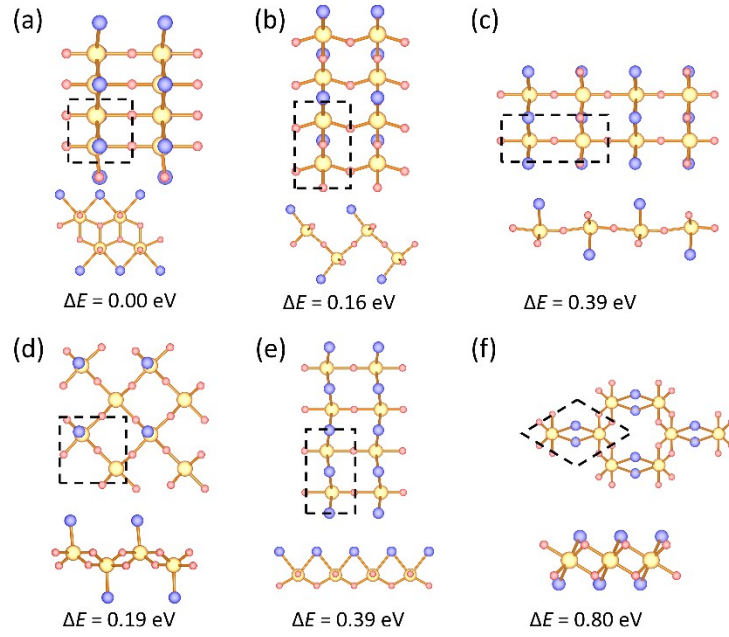 (a)
(b)
(c)
ΔE = 0.00 eV
ΔE = 0.16 eV
ΔE = 0.39 eV
(d)
(e)
(f)
ΔE = 0.19 eV
ΔE = 0.39 eV
ΔE = 0.80 eV